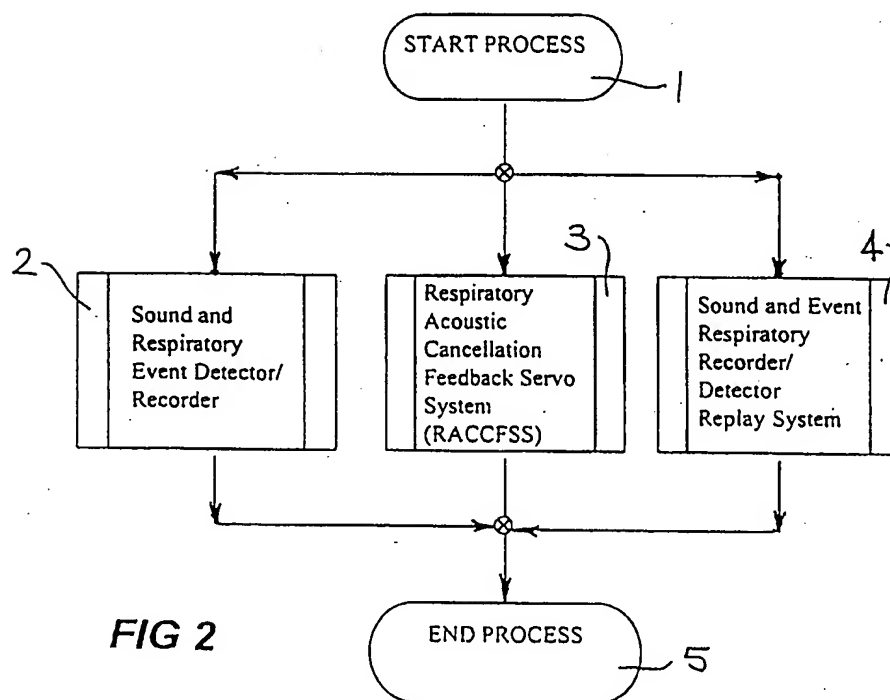 START PROCESS
1
2
3
4
Sound and
Respiratory
Event Detector/
Recorder
Respiratory
Acoustic
Cancellation
Feedback Servo
System
(RACCFSS)
Sound and Event
Respiratory
Recorder/
Detector
Replay System
FIG 2
END PROCESS
5